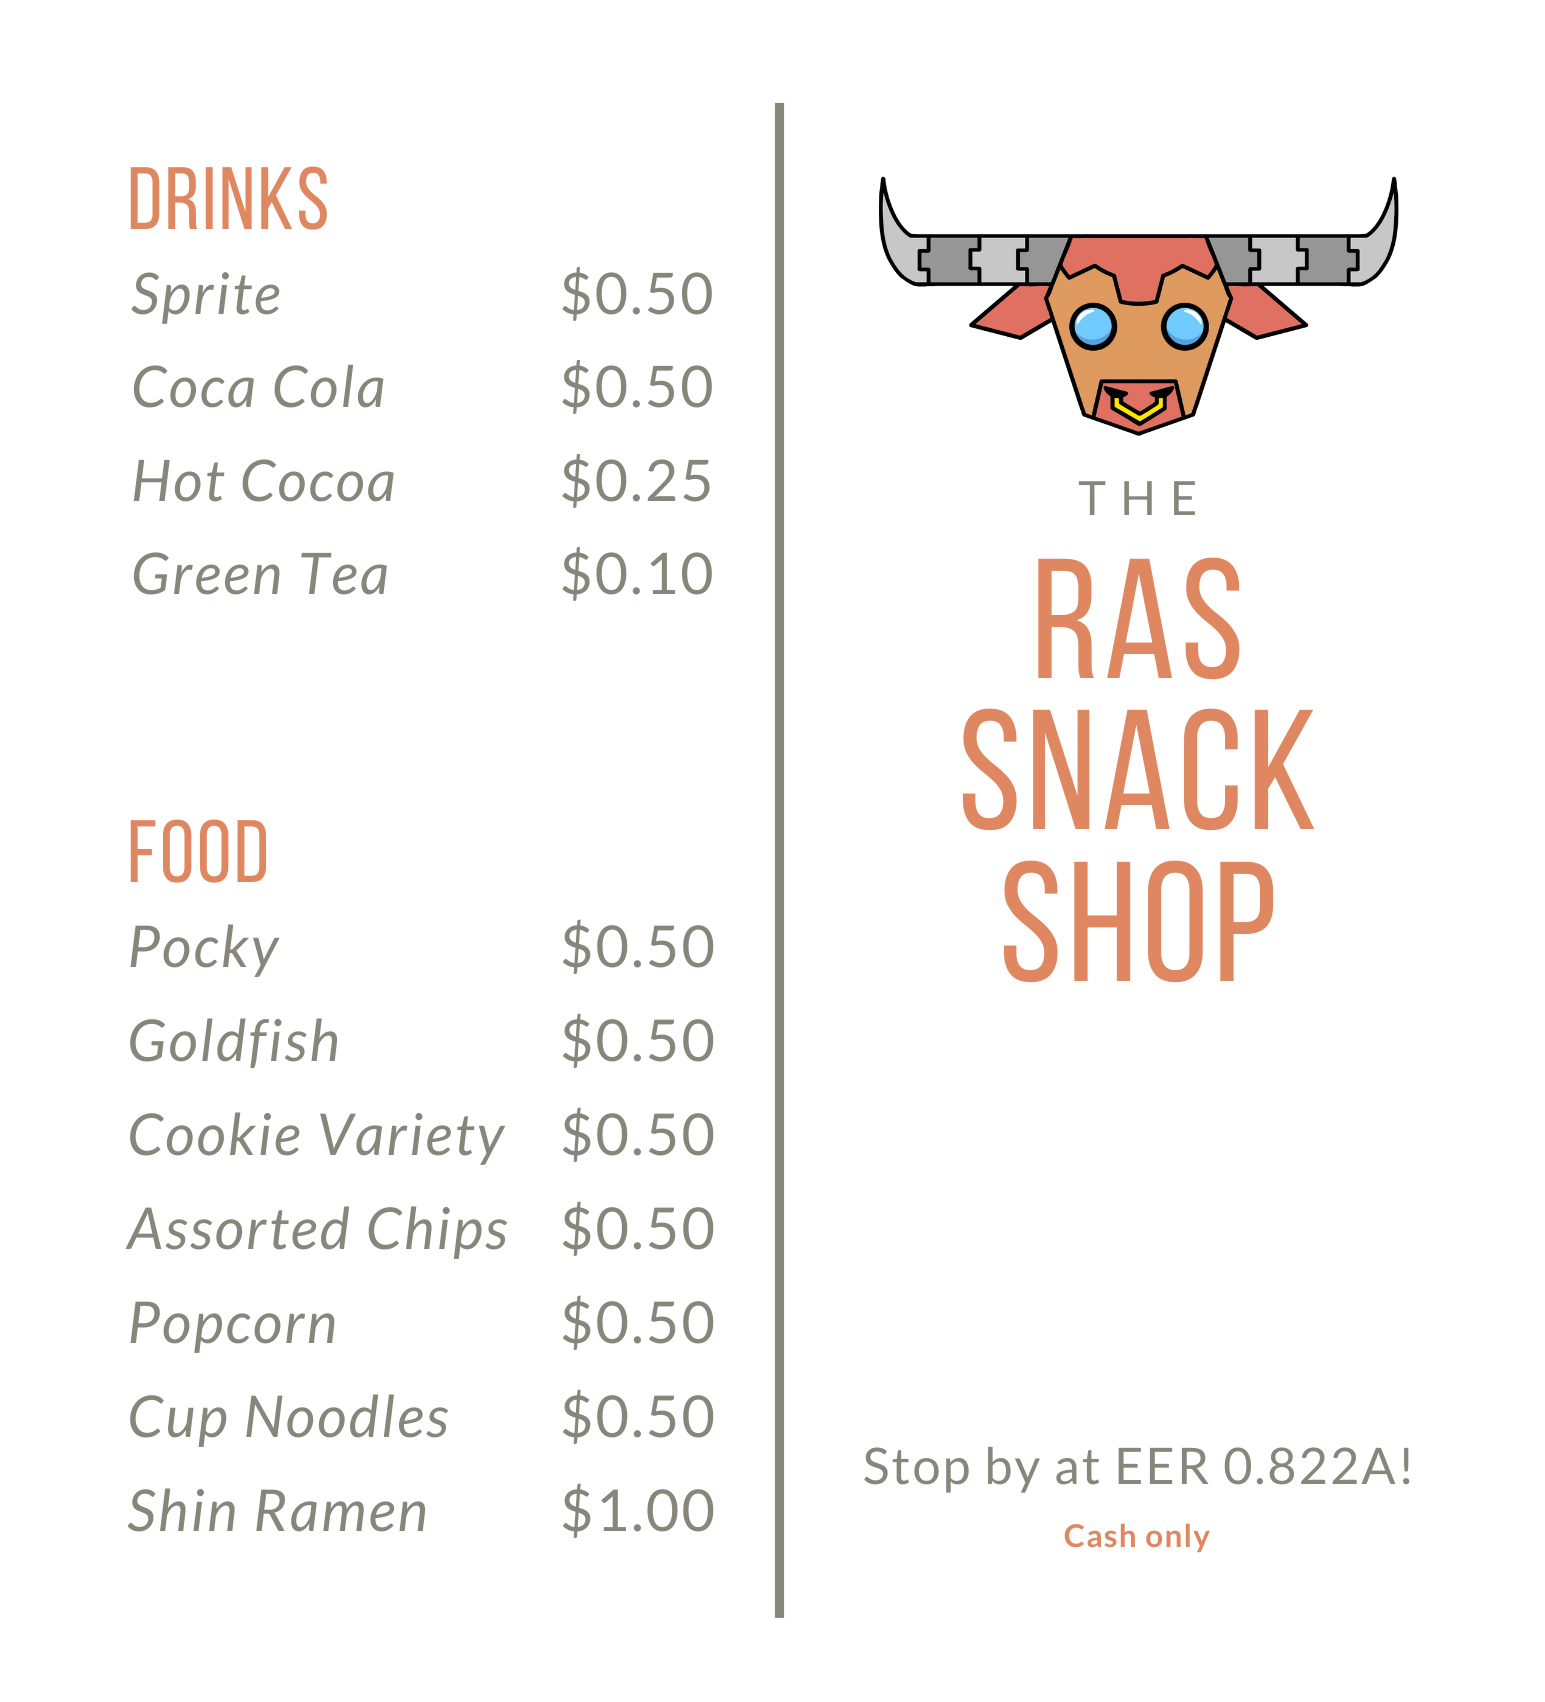 DRINKS
Sprite $0.50
Coca Cola $0.50
Hot Cocoa $0.25
Green Tea $0.10
FOOD
Pocky $0.50
Goldfish $0.50
Cookie Variety $0.50
Assorted Chips $0.50
Popcorn $0.50
Cup Noodles $0.50
Shin Ramen $1.00
THE
RAS
SNACK
SHOP
Stop by at EER 0.822A!
Cash only